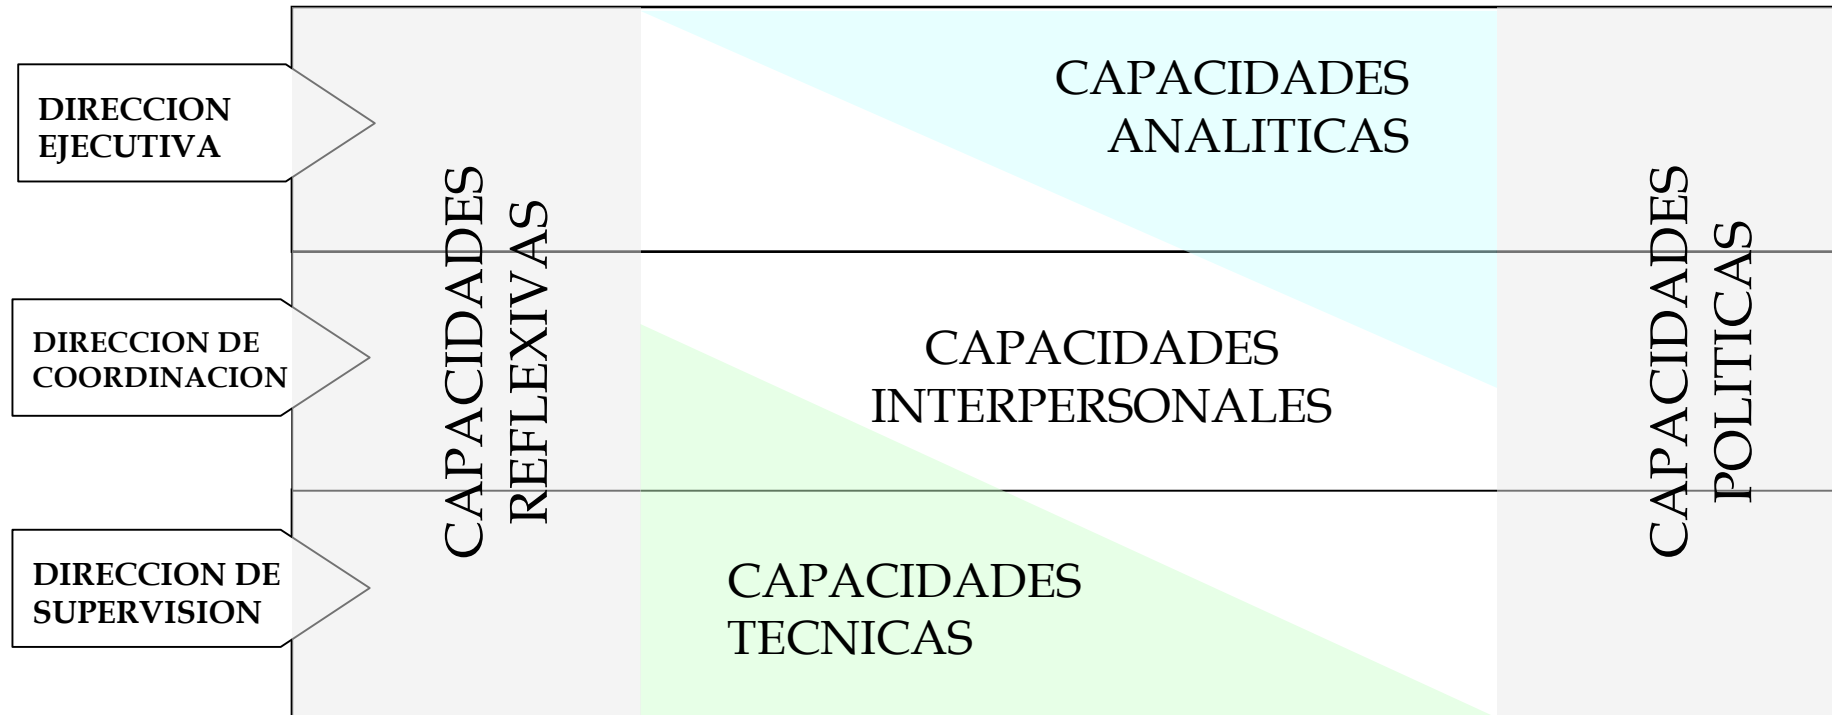 DIRECCION
EJECUTIVA
DIRECCION DE
COORDINACION
DIRECCION DE
SUPERVISION
CAPACIDADES
REFLEXIVAS
CAPACIDADES
ANALITICAS
CAPACIDADES
INTERPERSONALES
CAPACIDADES
TECNICAS
CAPACIDADES
POLITICAS